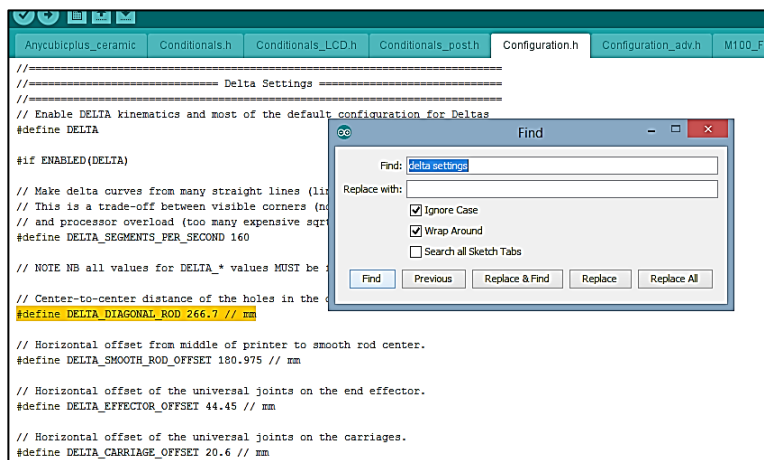 Anycubicplus_ceramic Conditionals.h Conditionals_LCD.h Conditionals_post.h Configuration.h Configuration_adv.h M100_F
//===========================================================================
//============================== Delta Settings =============================
//===========================================================================
// Enable DELTA kinematics and most of the default configuration for Deltas
#define DELTA
#if ENABLED(DELTA)
// Make delta curves from many straight lines (li
// This is a trade-off between visible corners (n
// and processor overload (too many expensive sqrt
#define DELTA_SEGMENTS_PER_SECOND 160
// NOTE NB all values for DELTA_* values MUST be
// Center-to-center distance of the holes in the
#define DELTA_DIAGONAL_ROD 266.7 // mm
// Horizontal offset from middle of printer to smooth rod center.
#define DELTA_SMOOTH_ROD_OFFSET 180.975 // mm
// Horizontal offset of the universal joints on the end effector.
#define DELTA_EFFECTOR_OFFSET 44.45 // mm
// Horizontal offset of the universal joints on the carriages.
#define DELTA_CARRIAGE_OFFSET 20.6 // mm
Find
Find: delta settings
Replace with:
Ignore Case
Wrap Around
Search all Sketch Tabs
Find Previous Replace & Find Replace Replace All